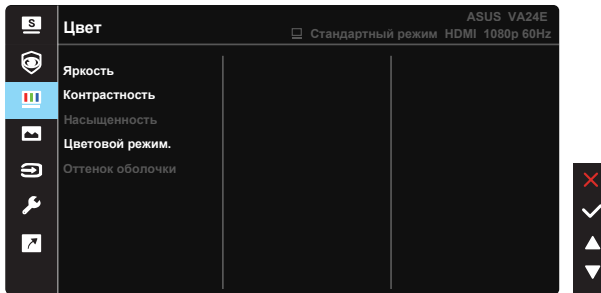 S
Цвет
ASUS VA24E
Стандартный режим HDMI 1080p 60Hz
Яркость
Контрастность
Насыщенность
Цветовой режим.
Оттенок оболочки